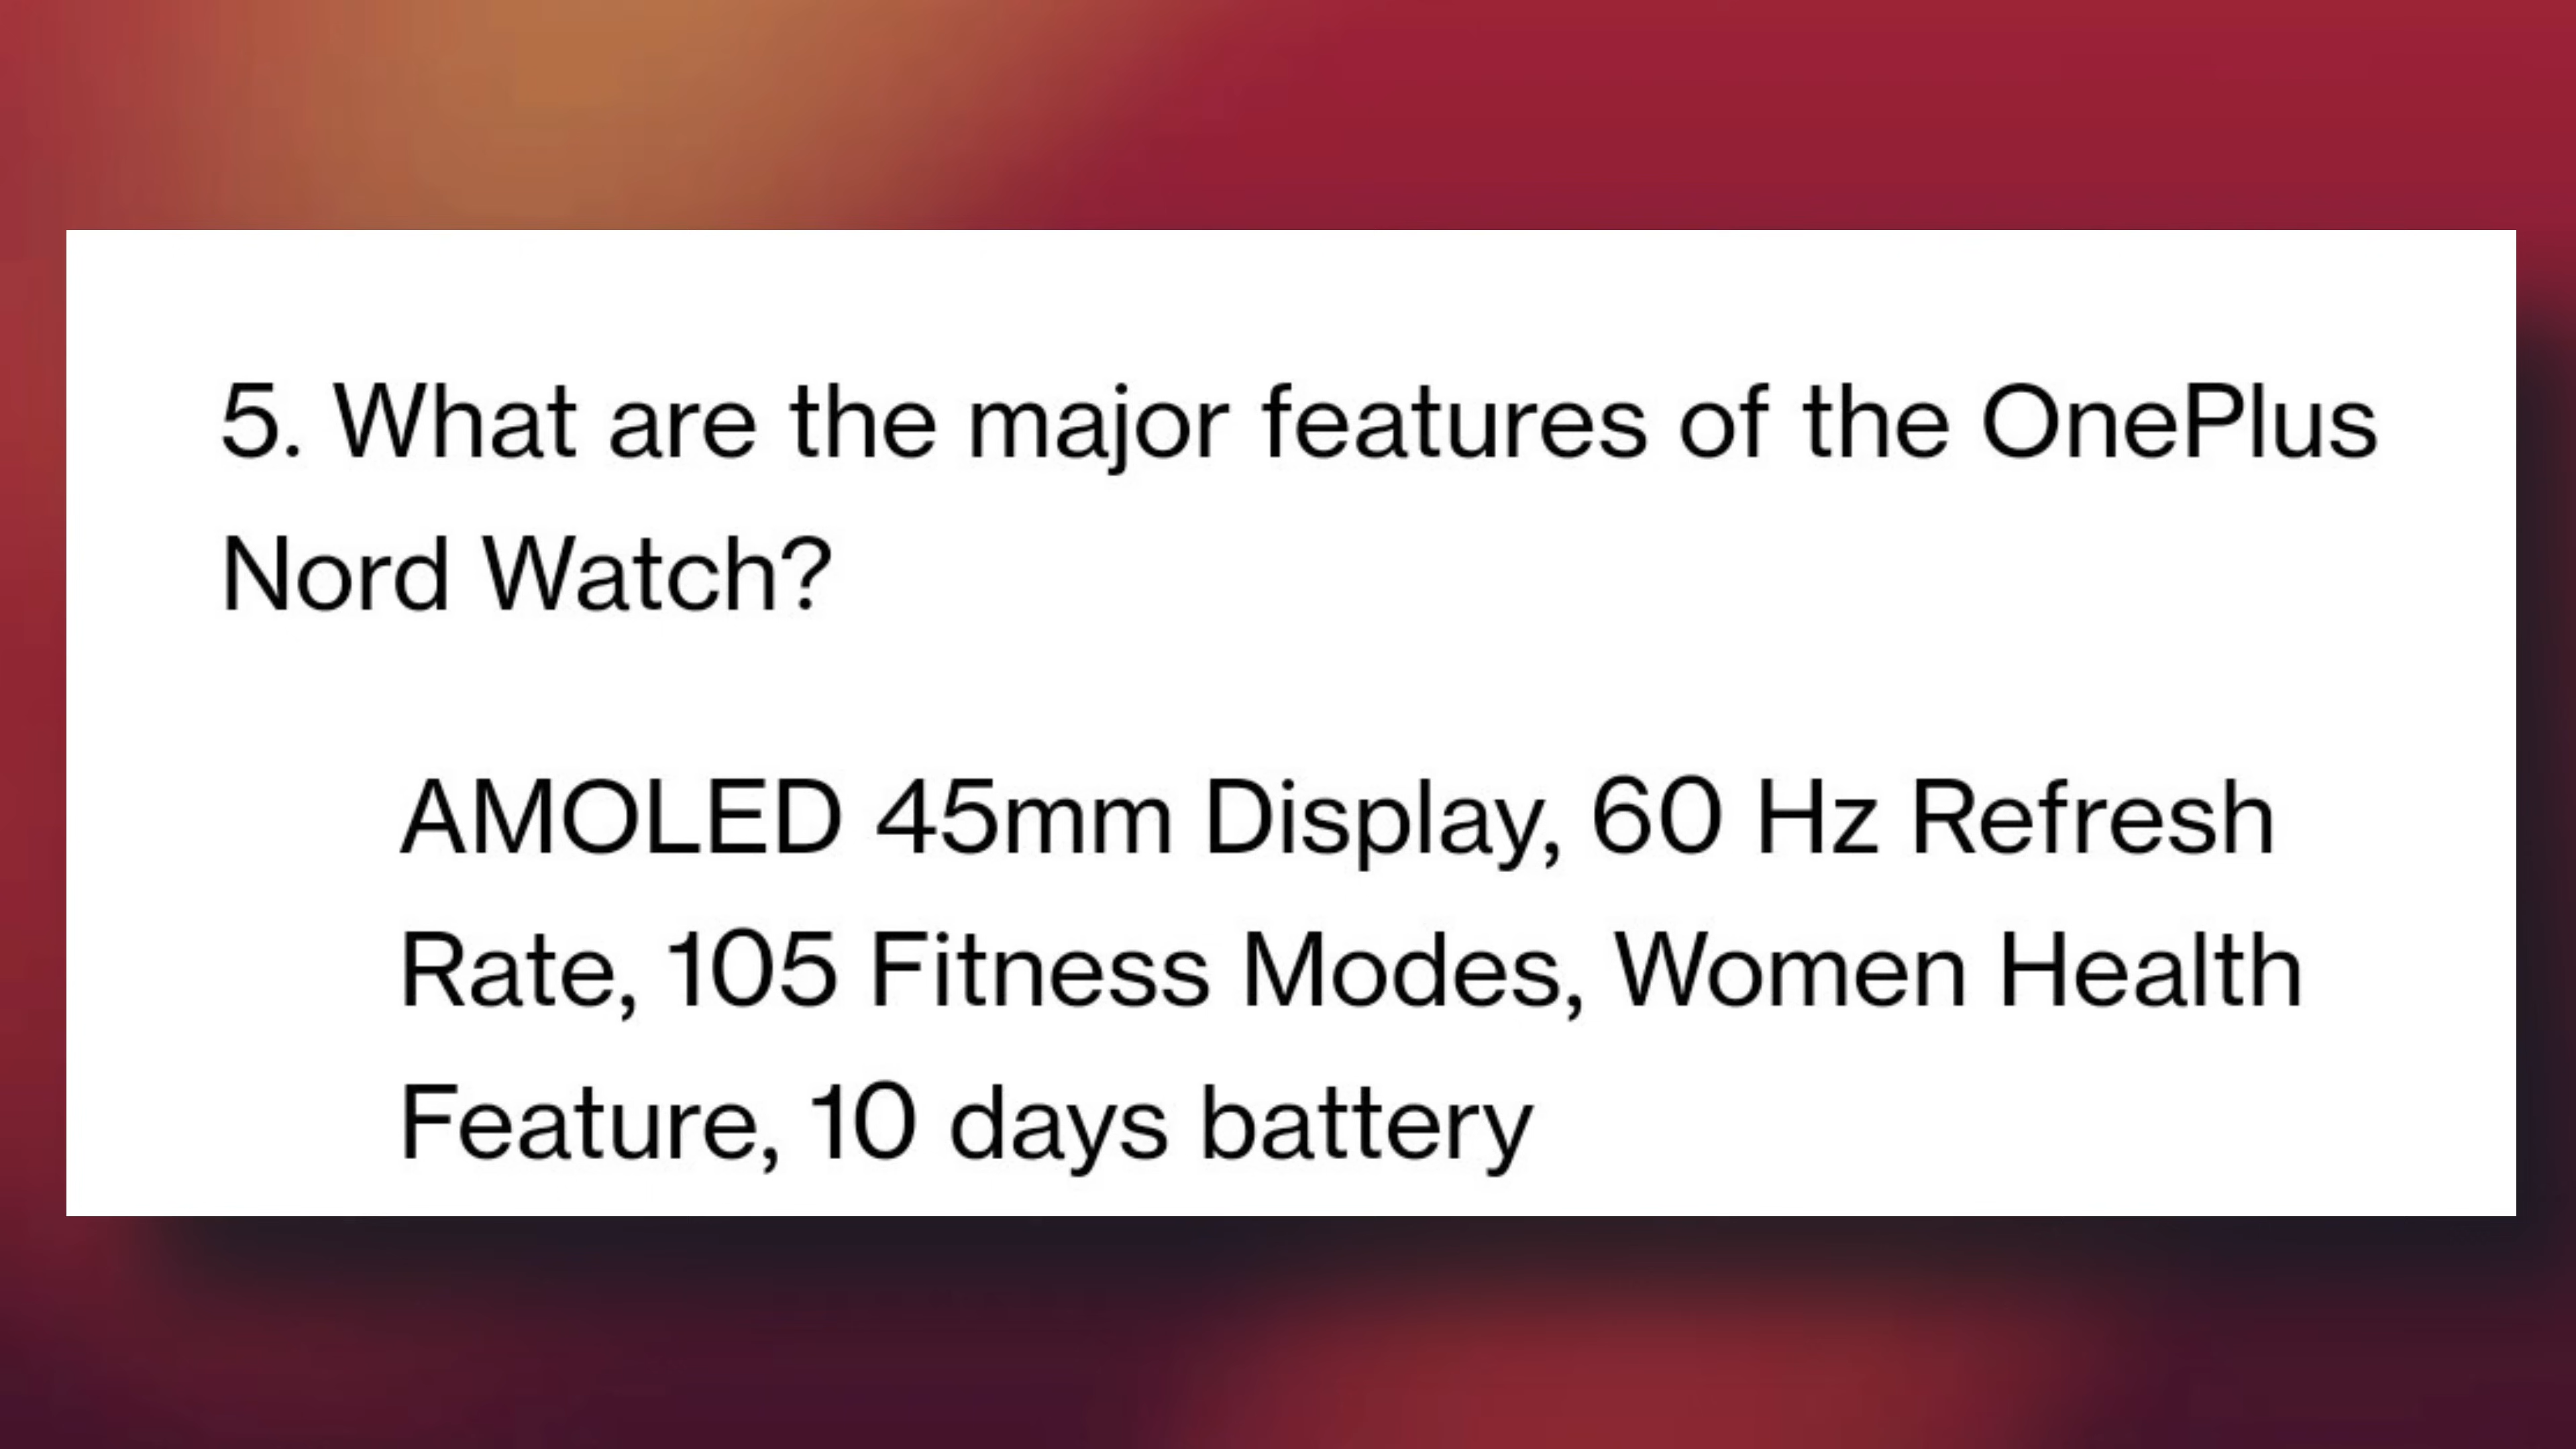 5. What are the major features of the OnePlus
Nord Watch?
AMOLED 45mm Display, 60 Hz Refresh
Rate, 105 Fitness Modes, Women Health
Feature, 10 days battery